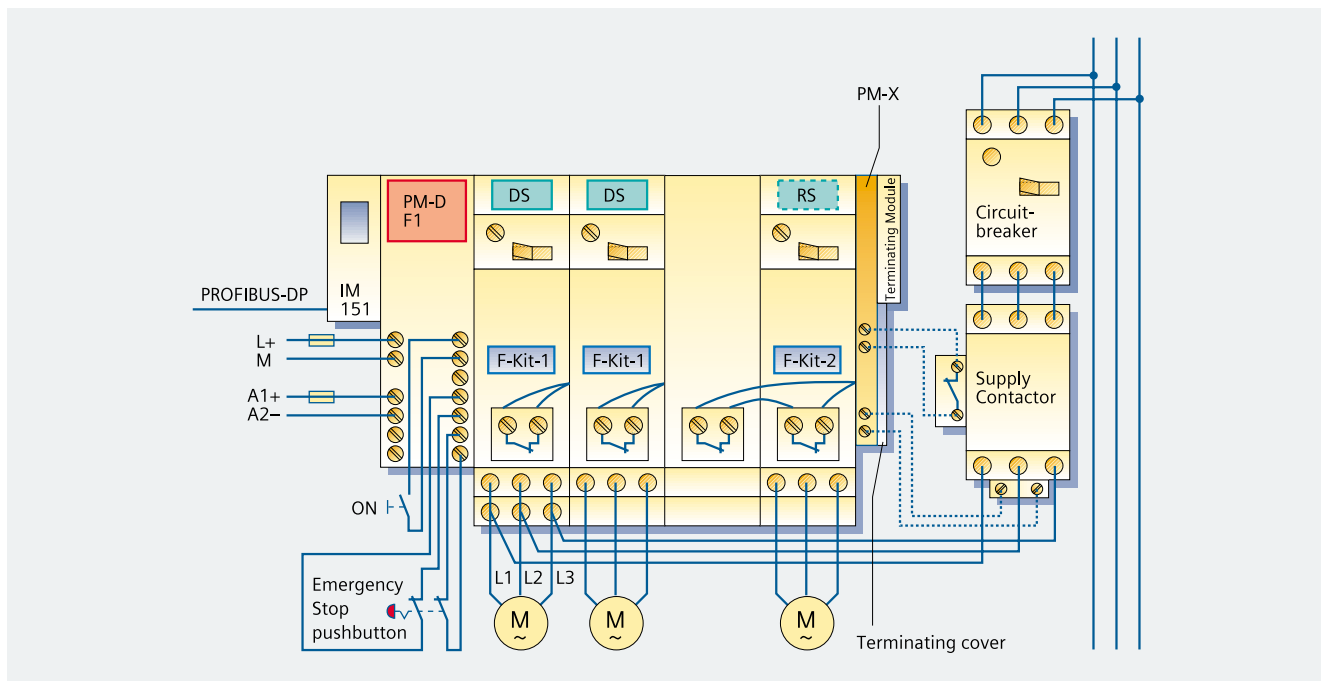 PM-X
PM-D
F1
DS
DS
RS
Terminating Module
Circuit-
breaker
PROFIBUS-DP
IM
151
L+
M
A1+
A2–
F-Kit-1
F-Kit-1
F-Kit-2
Supply
Contactor
ON
L1
L2
L3
Emergency
Stop
pushbutton
M
~
M
~
M
~
Terminating cover